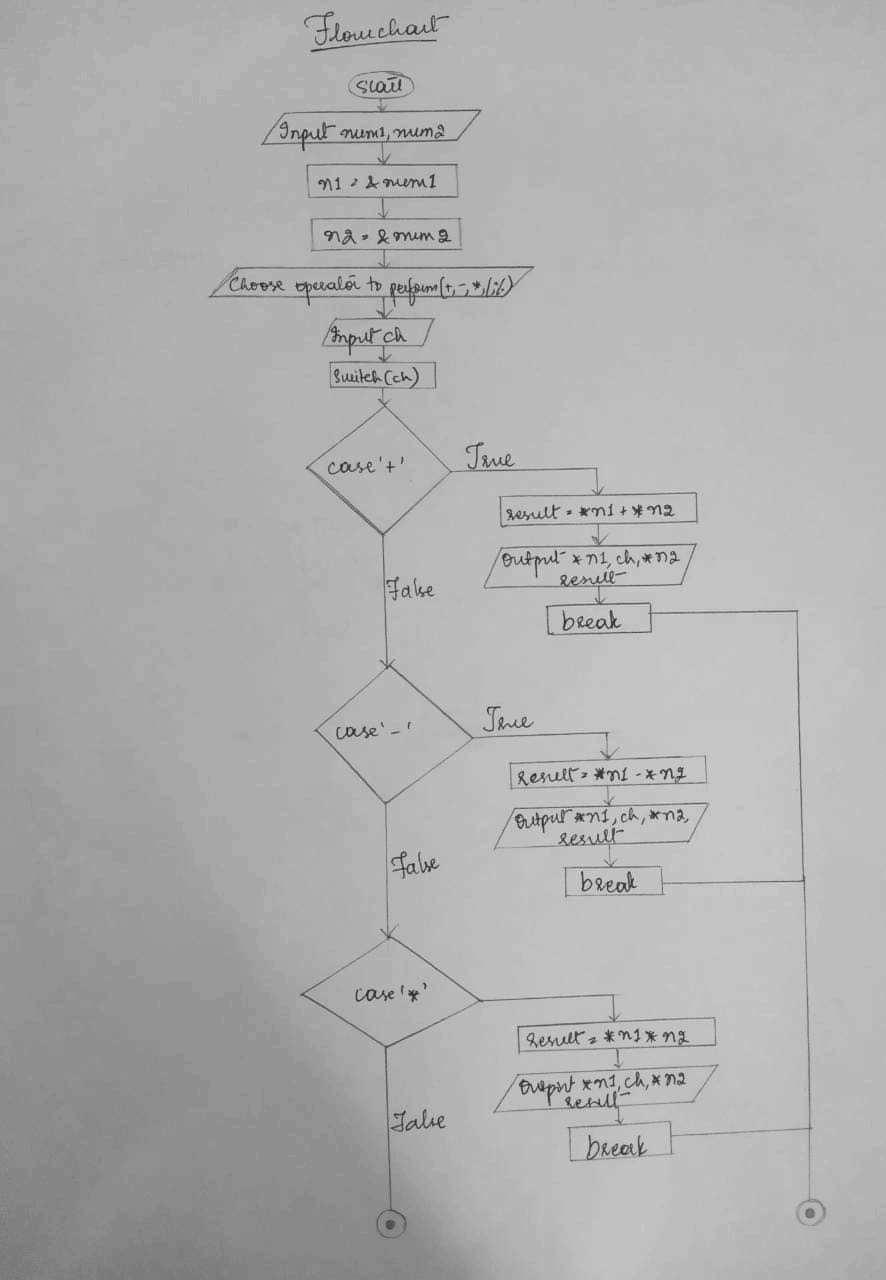 Flowchart
Start
Input num1, num2
n1 = & num1
n2 = & num2
Choose operator to perform(+,-,*,/,%)
Input ch
Switch(ch)
case '+'
True
result = *n1 + *n2
Output *n1, ch, *n2
result
break
False
case '-'
True
Result = *n1 - *n2
Output *n1, ch, *n2,
result
break
False
case '*'
Result = *n1 * n2
Output *n1, ch, *n2
result
break
False